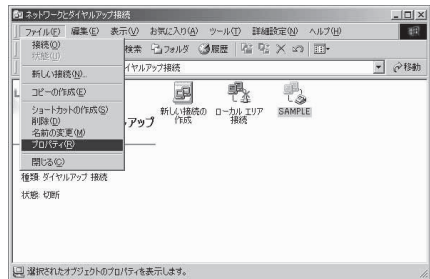 ネットワークとダイヤルアップ接続
ファイル(F) 編集(E) 表示(V) お気に入り(A) ツール(T) 詳細設定(N) ヘルプ(H)
接続(O)
状態(U)
新しい接続(N)...
コピーの作成(E)
ショートカットの作成(S)
削除(D)
名前の変更(M)
プロパティ(R)
閉じる(C)
検索 フォルダ 履歴
イヤルアップ接続
移動
アップ
新しい接続の
作成
ローカル エリア
接続
SAMPLE
種類: ダイヤルアップ 接続
状態: 切断
選択されたオブジェクトのプロパティを表示します。